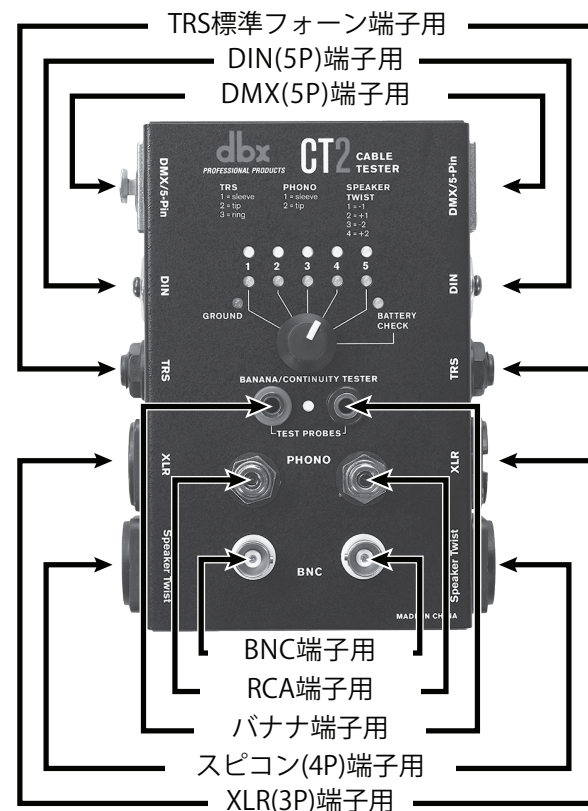 TRS標準フォーン端子用
DIN(5P)端子用
DMX(5P)端子用
dbx
PROFESSIONAL PRODUCTS
CT2 CABLE TESTER
TRS
1 = sleeve
2 = tip
3 = ring
PHONO
1 = sleeve
2 = tip
SPEAKER TWIST
1 = -1
2 = +1
3 = -2
4 = +2
DMX/5-Pin
DMX/5-Pin
1 2 3 4 5
DIN
DIN
GROUND
BATTERY CHECK
TRS
TRS
BANANA/CONTINUITY TESTER
TEST PROBES
XLR
PHONO
XLR
Speaker Twist
BNC
Speaker Twist
MADE IN CHINA
BNC端子用
RCA端子用
バナナ端子用
スピコン(4P)端子用
XLR(3P)端子用